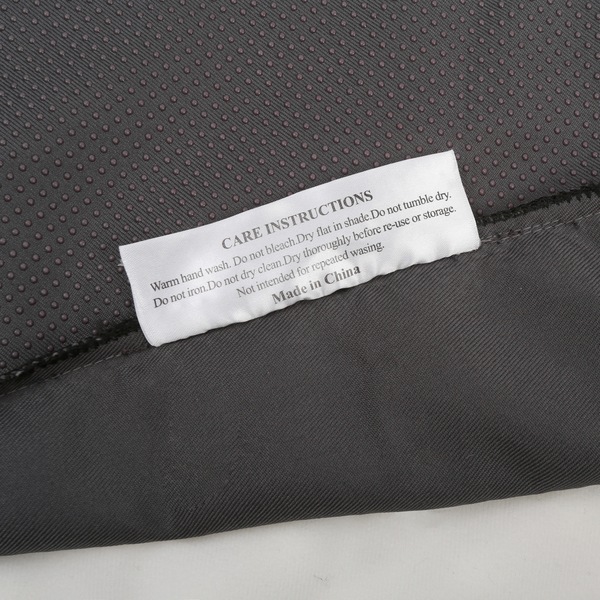 CARE INSTRUCTIONS
Warm hand wash. Do not bleach.Dry flat in shade.Do not tumble dry.
Do not iron.Do not dry clean.Dry thoroughly before re-use or storage.
Not intended for repeated wasing.
Made in China